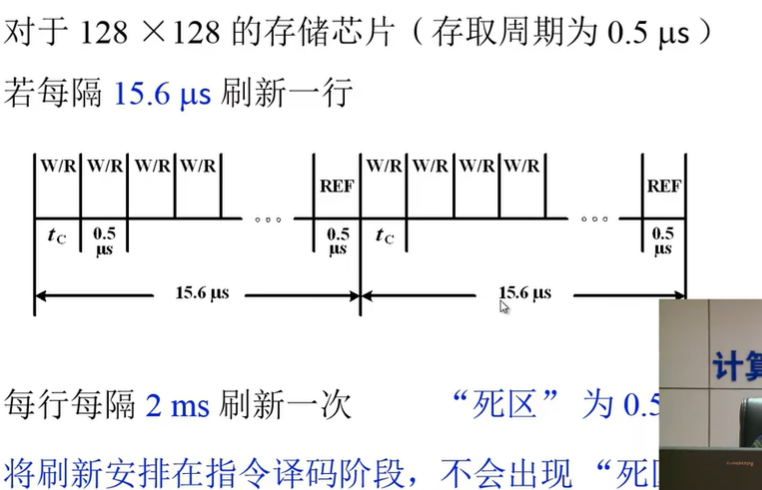 对于 128 ×128 的存储芯片（存取周期为 0.5 μs）
若每隔 15.6 μs 刷新一行
W/R W/R W/R W/R REF W/R W/R W/R W/R REF
tC 0.5 μs 0.5 μs tC 0.5 μs
15.6 μs 15.6 μs
每行每隔 2 ms 刷新一次 “死区” 为 0.5
将刷新安排在指令译码阶段，不会出现 “死
计算